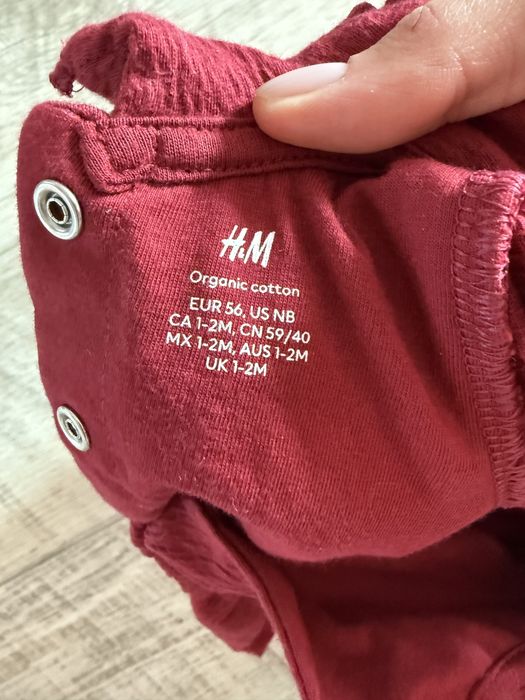 H&M
Organic cotton
EUR 56, US NB
CA 1-2M, CN 59/40
MX 1-2M, AUS 1-2M
UK 1-2M